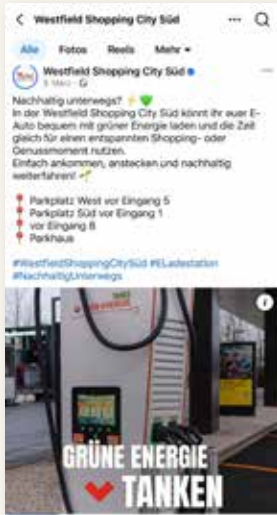 Westfield Shopping City Süd
Alle Fotos Reels Mehr
Westfield Shopping City Süd
5. März
Nachhaltig unterwegs? ⚡💚
In der Westfield Shopping City Süd könnt ihr euer E-
Auto bequem mit grüner Energie laden und die Zeit
gleich für einen entspannten Shopping- oder
Genussmoment nutzen.
Einfach ankommen, anstecken und nachhaltig
weiterfahren! 🌱
📍 Parkplatz West vor Eingang 5
📍 Parkplatz Süd vor Eingang 1
📍 vor Eingang 8
📍 Parkhaus
#WestfieldShoppingCitySüd #ELadestation
#NachhaltigUnterwegs
GRÜNE ENERGIE
TANKEN